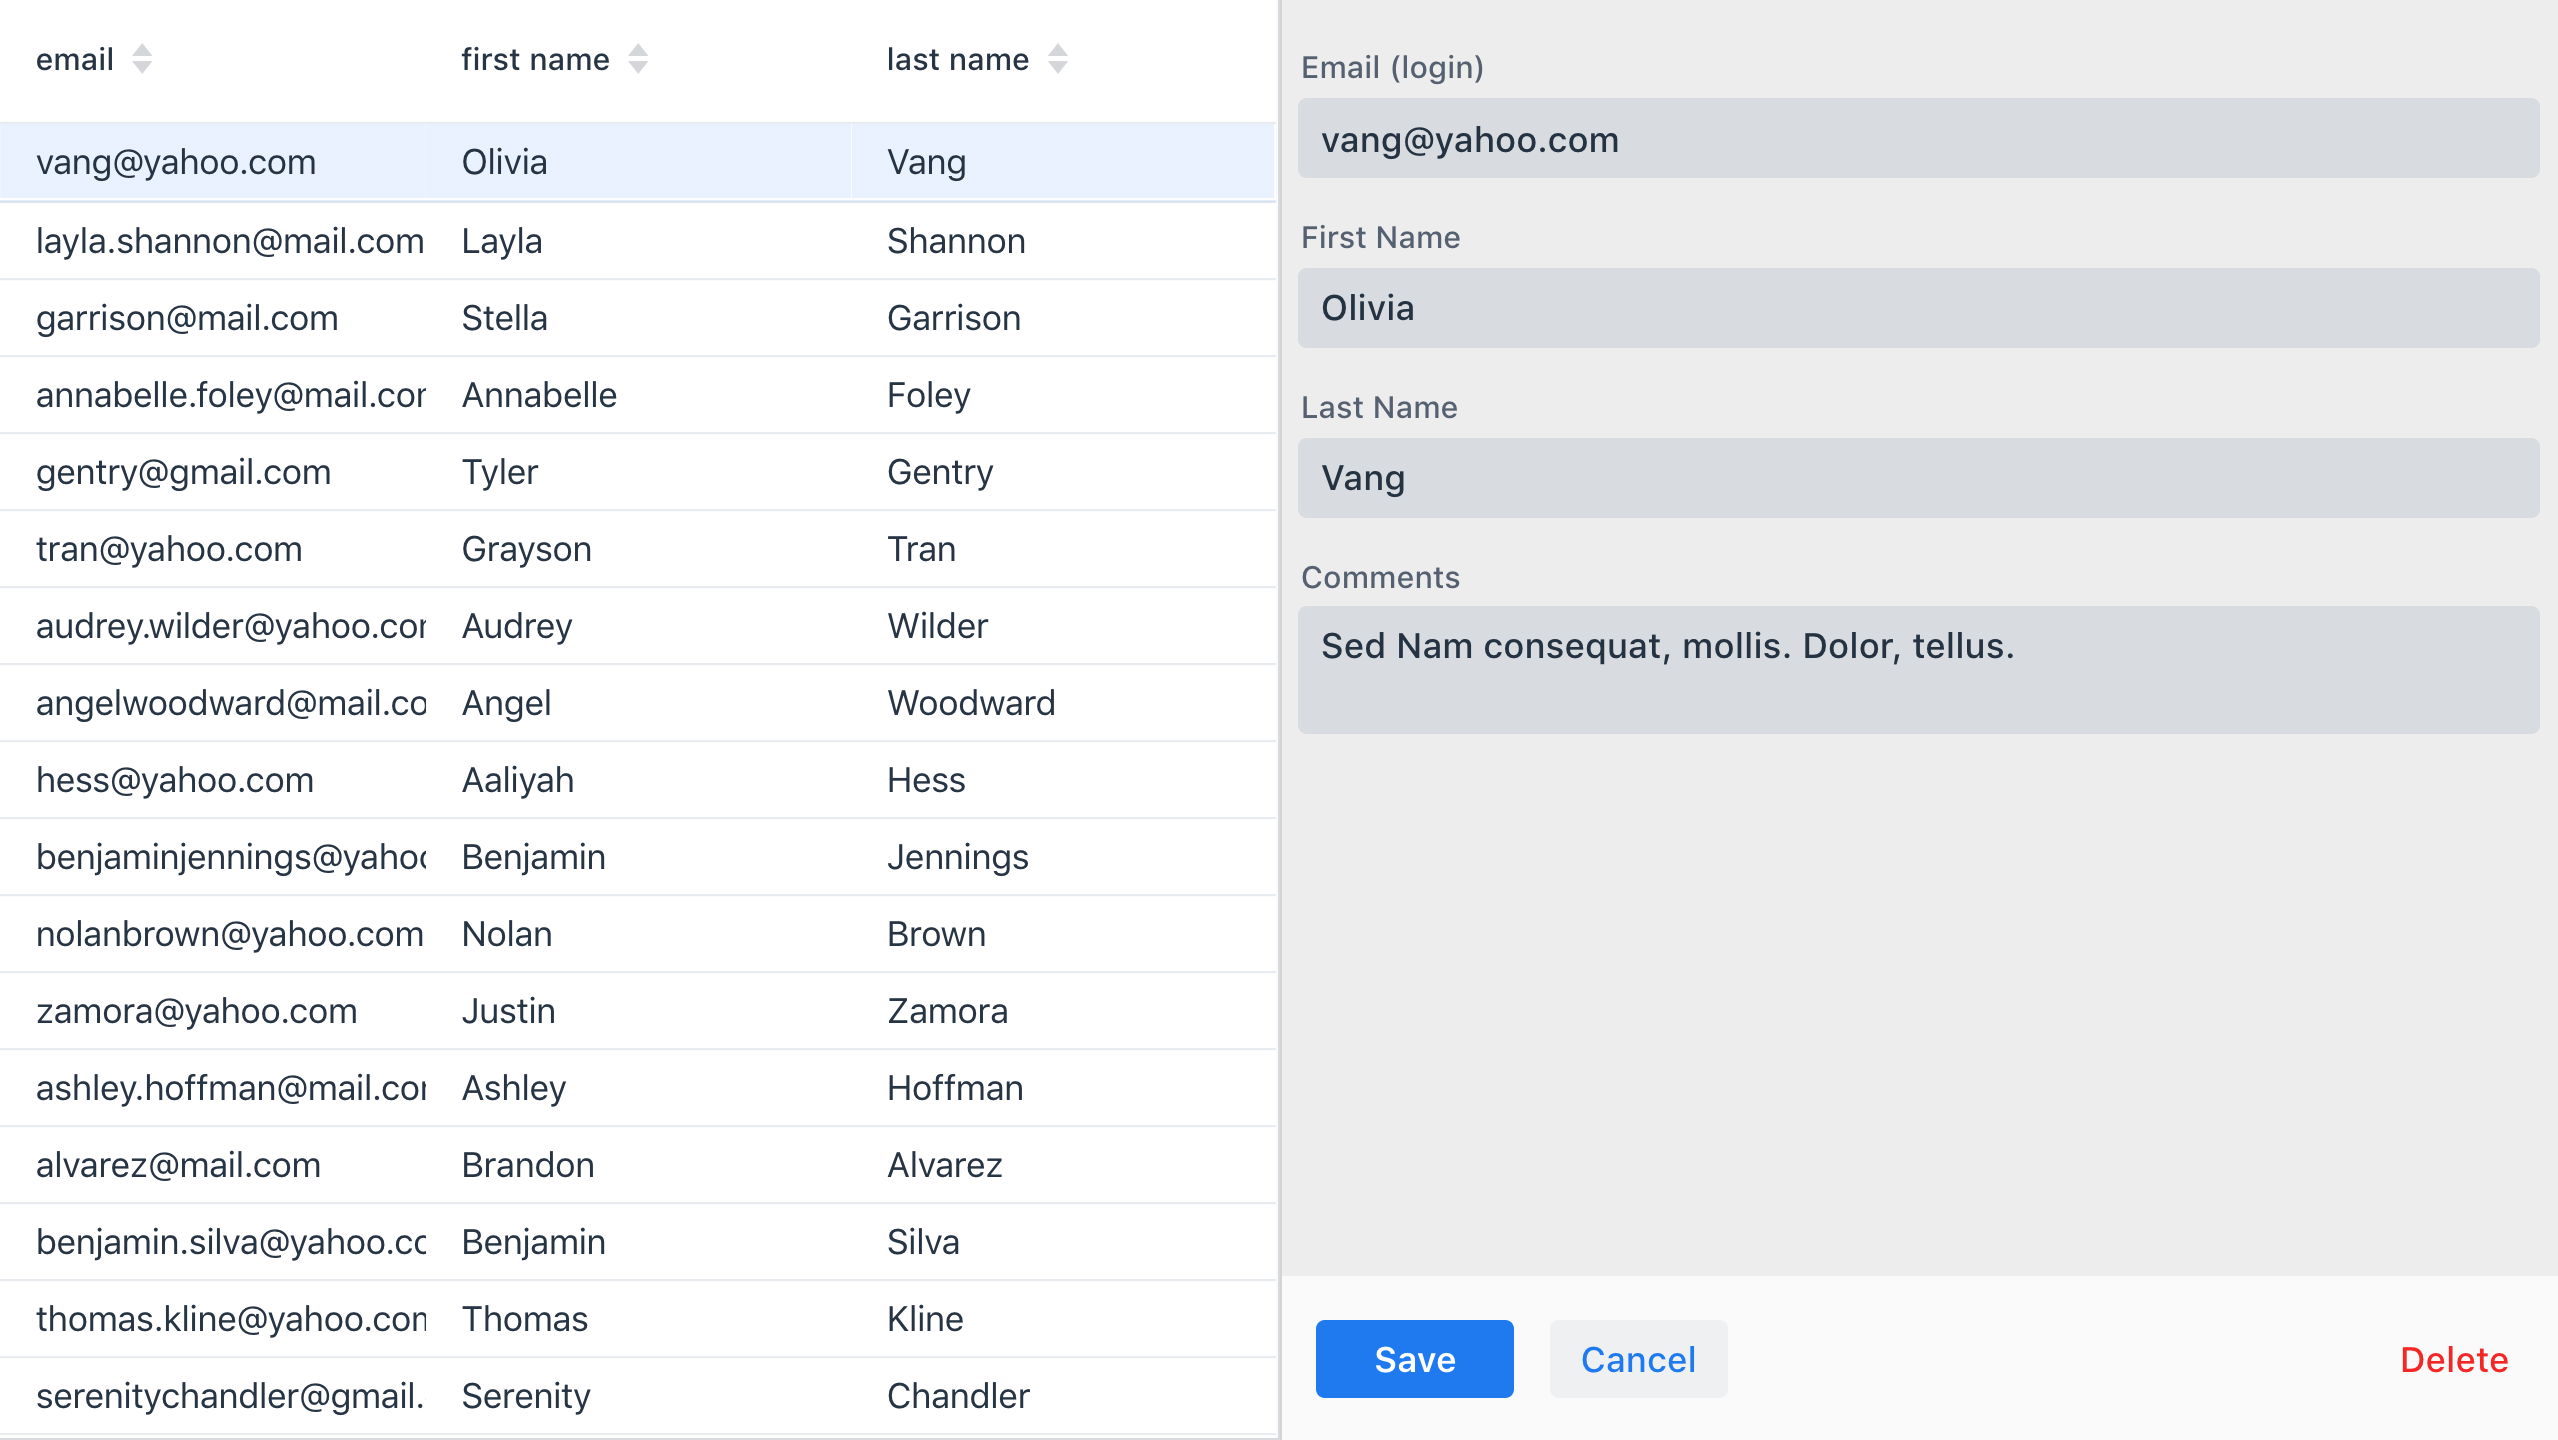 email first name last name
vang@yahoo.com Olivia Vang
layla.shannon@mail.com Layla Shannon
garrison@mail.com Stella Garrison
annabelle.foley@mail.cor Annabelle Foley
gentry@gmail.com Tyler Gentry
tran@yahoo.com Grayson Tran
audrey.wilder@yahoo.cor Audrey Wilder
angelwoodward@mail.co Angel Woodward
hess@yahoo.com Aaliyah Hess
benjaminjennings@yahoo Benjamin Jennings
nolanbrown@yahoo.com Nolan Brown
zamora@yahoo.com Justin Zamora
ashley.hoffman@mail.cor Ashley Hoffman
alvarez@mail.com Brandon Alvarez
benjamin.silva@yahoo.co Benjamin Silva
thomas.kline@yahoo.com Thomas Kline
serenitychandler@gmail. Serenity Chandler
Email (login)
vang@yahoo.com
First Name
Olivia
Last Name
Vang
Comments
Sed Nam consequat, mollis. Dolor, tellus.
Save Cancel Delete